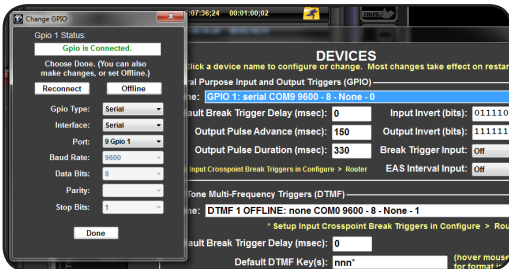 Change GPIO
:07:36;24 00:01:00;02
Gpio 1 Status:
Gpio is Connected.
Choose Done. (You can also
make changes, or set Offline.)
Reconnect Offline
Gpio Type: Serial
Interface: Serial
Port: 9 Gpio 1
Baud Rate: 9600
Data Bits: 8
Parity:
Stop Bits: 1
Done
DEVICES
Click a device name to configure or change. Most changes take effect on restar
ral Purpose Input and Output Triggers (GPIO)
me: GPIO 1: serial COM9 9600 - 8 - None - 0
ault Break Trigger Delay (msec): 0 Input Invert (bits): 011110
Output Pulse Advance (msec): 150 Output Invert (bits): 111111
Output Pulse Duration (msec): 330 Break Trigger Input: Off
Input Crosspoint Break Triggers in Configure > Router EAS Interval Input: Off
Tone Multi-Frequency Triggers (DTMF)
me: DTMF 1 OFFLINE: none COM0 9600 - 8 - None - 1
* Setup Input Crosspoint Break Triggers in Configure > Rou
ault Break Trigger Delay (msec): 0
Default DTMF Key(s): nnn*
(hover mouse
for format i